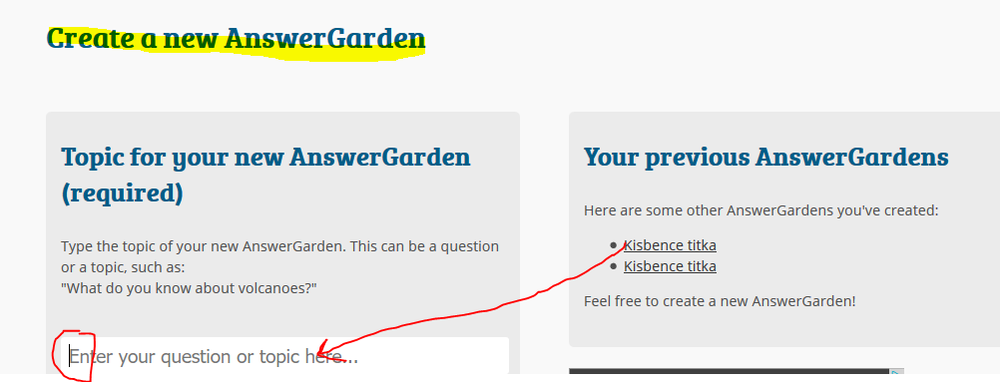 Create a new AnswerGarden
Topic for your new AnswerGarden
(required)
Type the topic of your new AnswerGarden. This can be a question
or a topic, such as:
"What do you know about volcanoes?"
Enter your question or topic here...
Your previous AnswerGardens
Here are some other AnswerGardens you've created:
Kisbence titka
Kisbence titka
Feel free to create a new AnswerGarden!